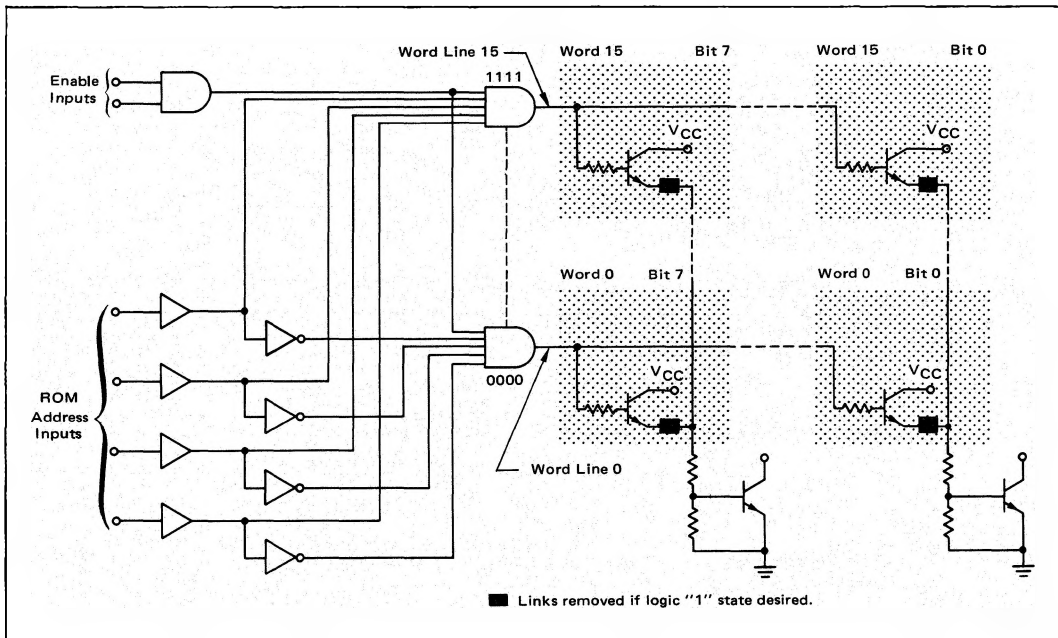 Word Line 15
Word 15
Bit 7
Word 15
Bit 0
Enable
Inputs
1111
VCC
VCC
Word 0
Bit 7
Word 0
Bit 0
ROM
Address
Inputs
0000
VCC
VCC
Word Line 0
Links removed if logic "1" state desired.